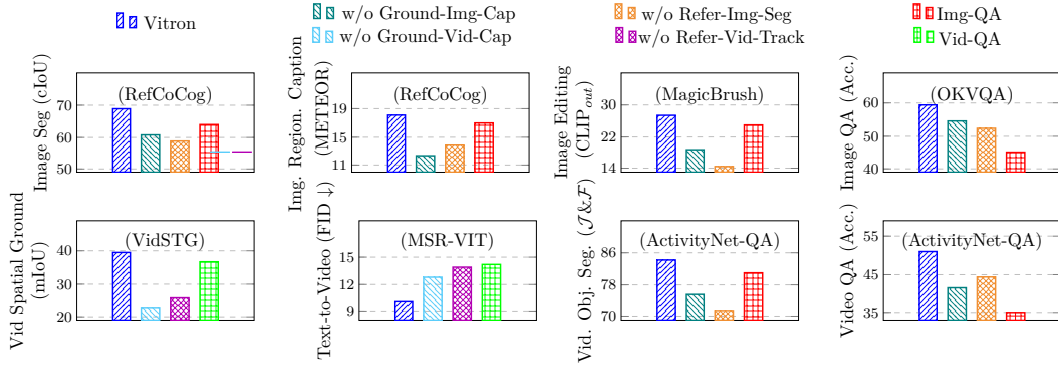 Vitron
w/o Ground-Img-Cap
w/o Refer-Img-Seg
Img-QA
w/o Ground-Vid-Cap
w/o Refer-Vid-Track
Vid-QA
Image Seg (cIoU)
70
60
50
(RefCoCog)
Img. Region. Caption
(METEOR)
19
15
11
(RefCoCog)
Image Editing
(CLIP_out)
30
22
14
(MagicBrush)
Image QA (Acc.)
60
50
40
(OKVQA)
Vid Spatial Ground
(mIoU)
40
30
20
(VidSTG)
Text-to-Video (FID ↓)
15
12
9
(MSR-VIT)
Vid. Obj. Seg. (𝒥&ℱ)
86
78
70
(ActivityNet-QA)
Video QA (Acc.)
55
45
35
(ActivityNet-QA)